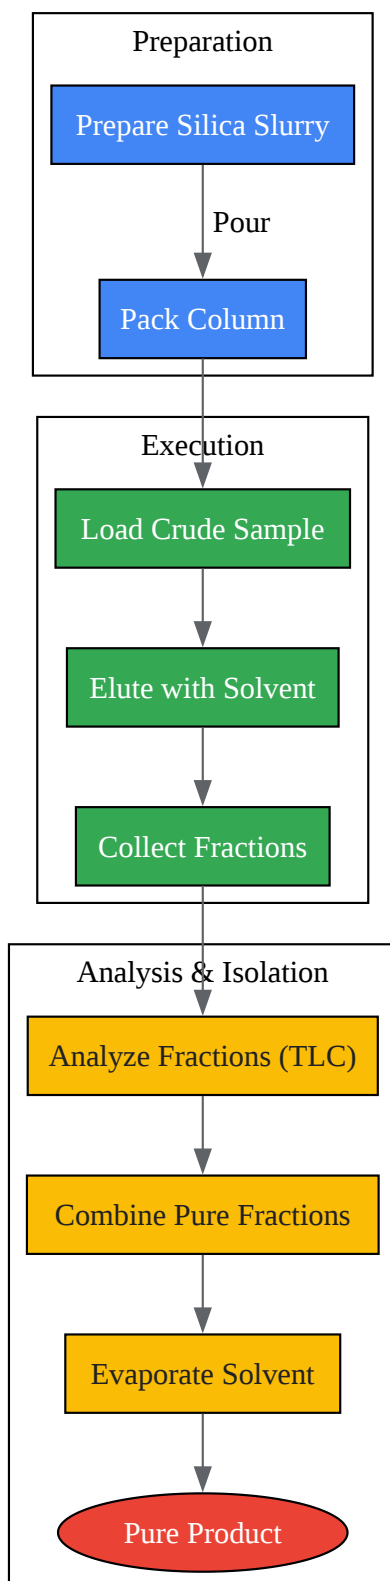 Preparation
Prepare Silica Slurry
Pour
Pack Column
Execution
Load Crude Sample
Elute with Solvent
Collect Fractions
Analysis & Isolation
Analyze Fractions (TLC)
Combine Pure Fractions
Evaporate Solvent
Pure Product